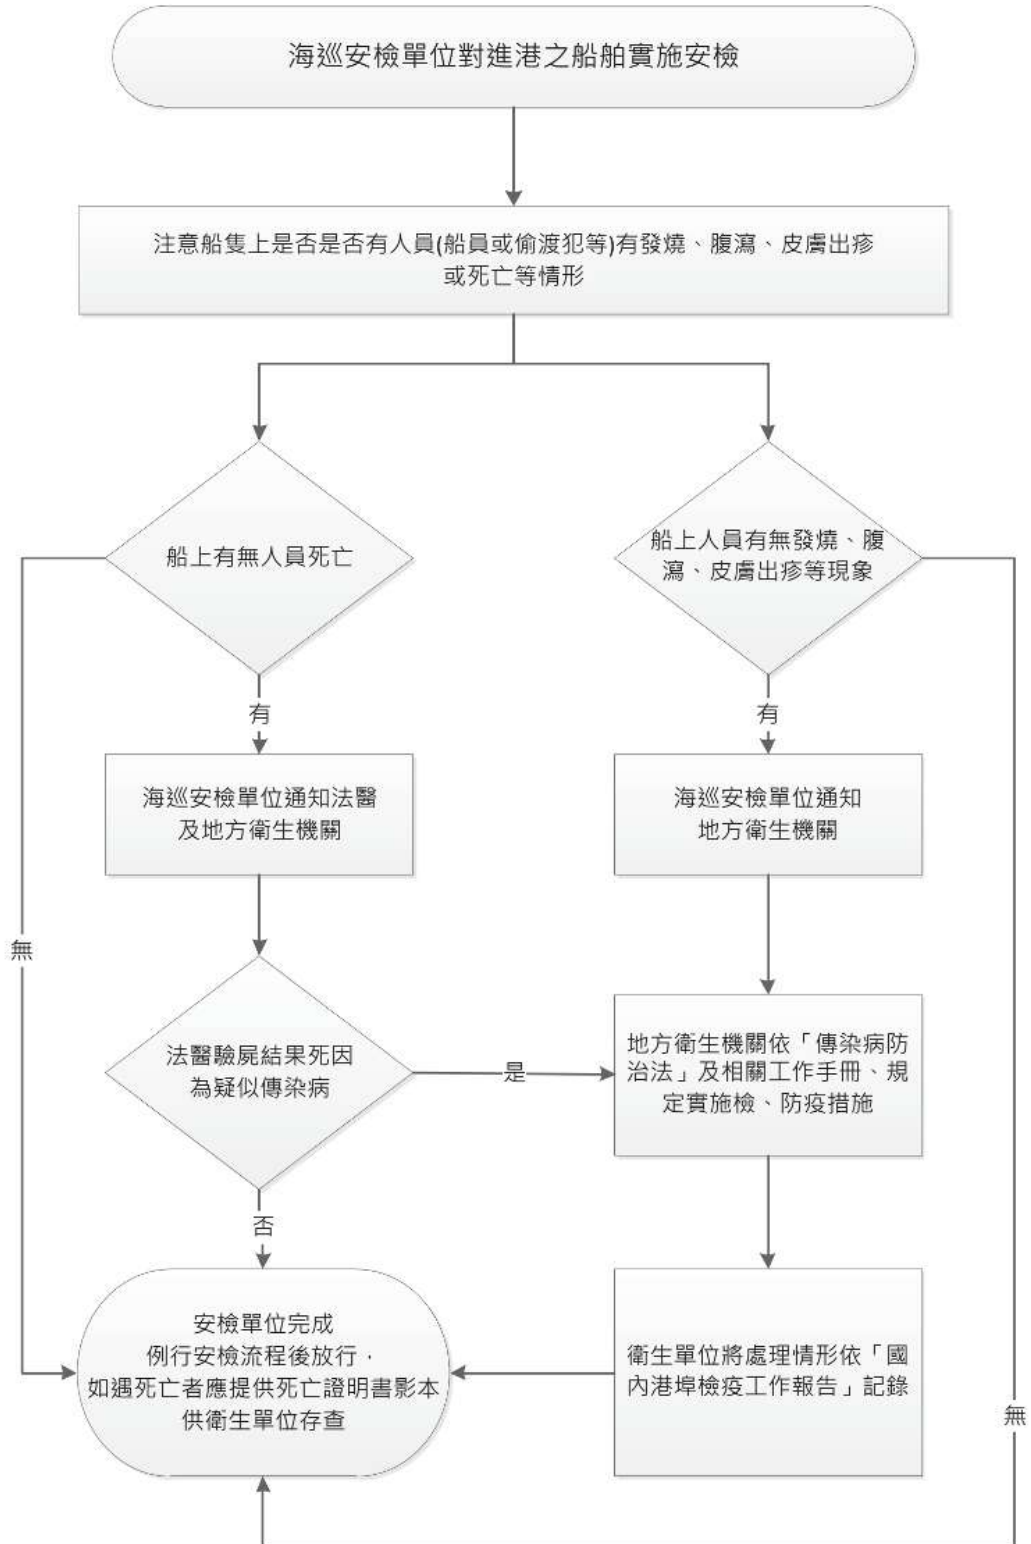 海巡安檢單位對進港之船舶實施安檢
注意船隻上是否是否有人員(船員或偷渡犯等)有發燒、腹瀉、皮膚出疹
或死亡等情形
船上有無人員死亡
船上人員有無發燒、腹
瀉、皮膚出疹等現象
有
有
海巡安檢單位通知法醫
及地方衛生機關
海巡安檢單位通知
地方衛生機關
無
法醫驗屍結果死因
為疑似傳染病
是
地方衛生機關依「傳染病防
治法」及相關工作手冊、規
定實施檢、防疫措施
否
安檢單位完成
例行安檢流程後放行，
如遇死亡者應提供死亡證明書影本
供衛生單位存查
衛生單位將處理情形依「國
內港埠檢疫工作報告」記錄
無